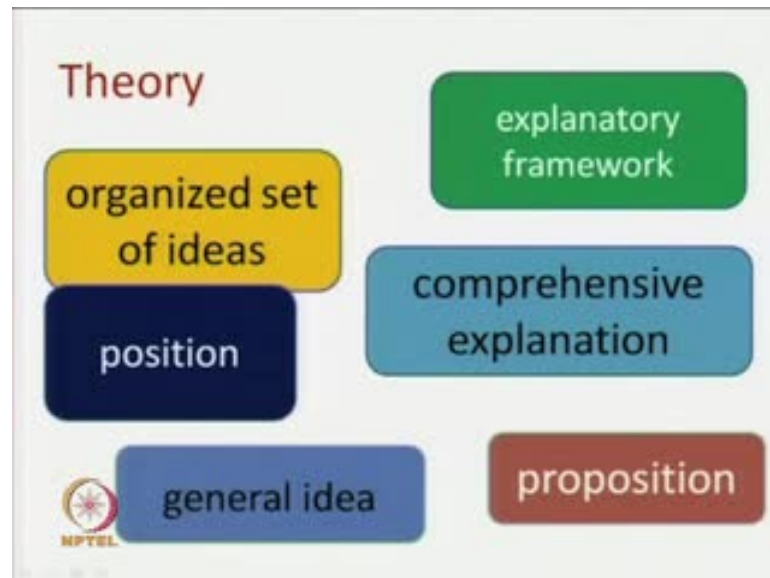 Theory
explanatory
framework
organized set
of ideas
comprehensive
explanation
position
general idea
proposition
NPTEL